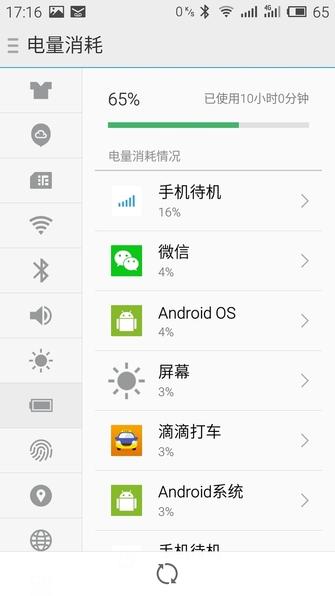 17:16
0 K/s
4G
65
电量消耗
65%
已使用10小时0分钟
电量消耗情况
手机待机
16%
微信
4%
Android OS
4%
屏幕
3%
滴滴打车
3%
Android系统
3%
手机待机